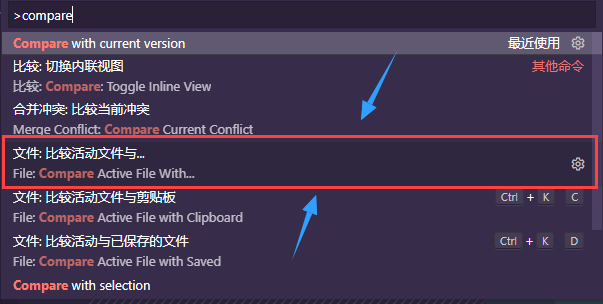 >compare
Compare with current version 最近使用
比较: 切换内联视图 其他命令
比较: Compare: Toggle Inline View
合并冲突: 比较当前冲突
Merge Conflict: Compare Current Conflict
文件: 比较活动文件与...
File: Compare Active File With...
文件: 比较活动文件与剪贴板 Ctrl + K C
File: Compare Active File with Clipboard
文件: 比较活动与已保存的文件 Ctrl + K D
File: Compare Active File with Saved
Compare with selection